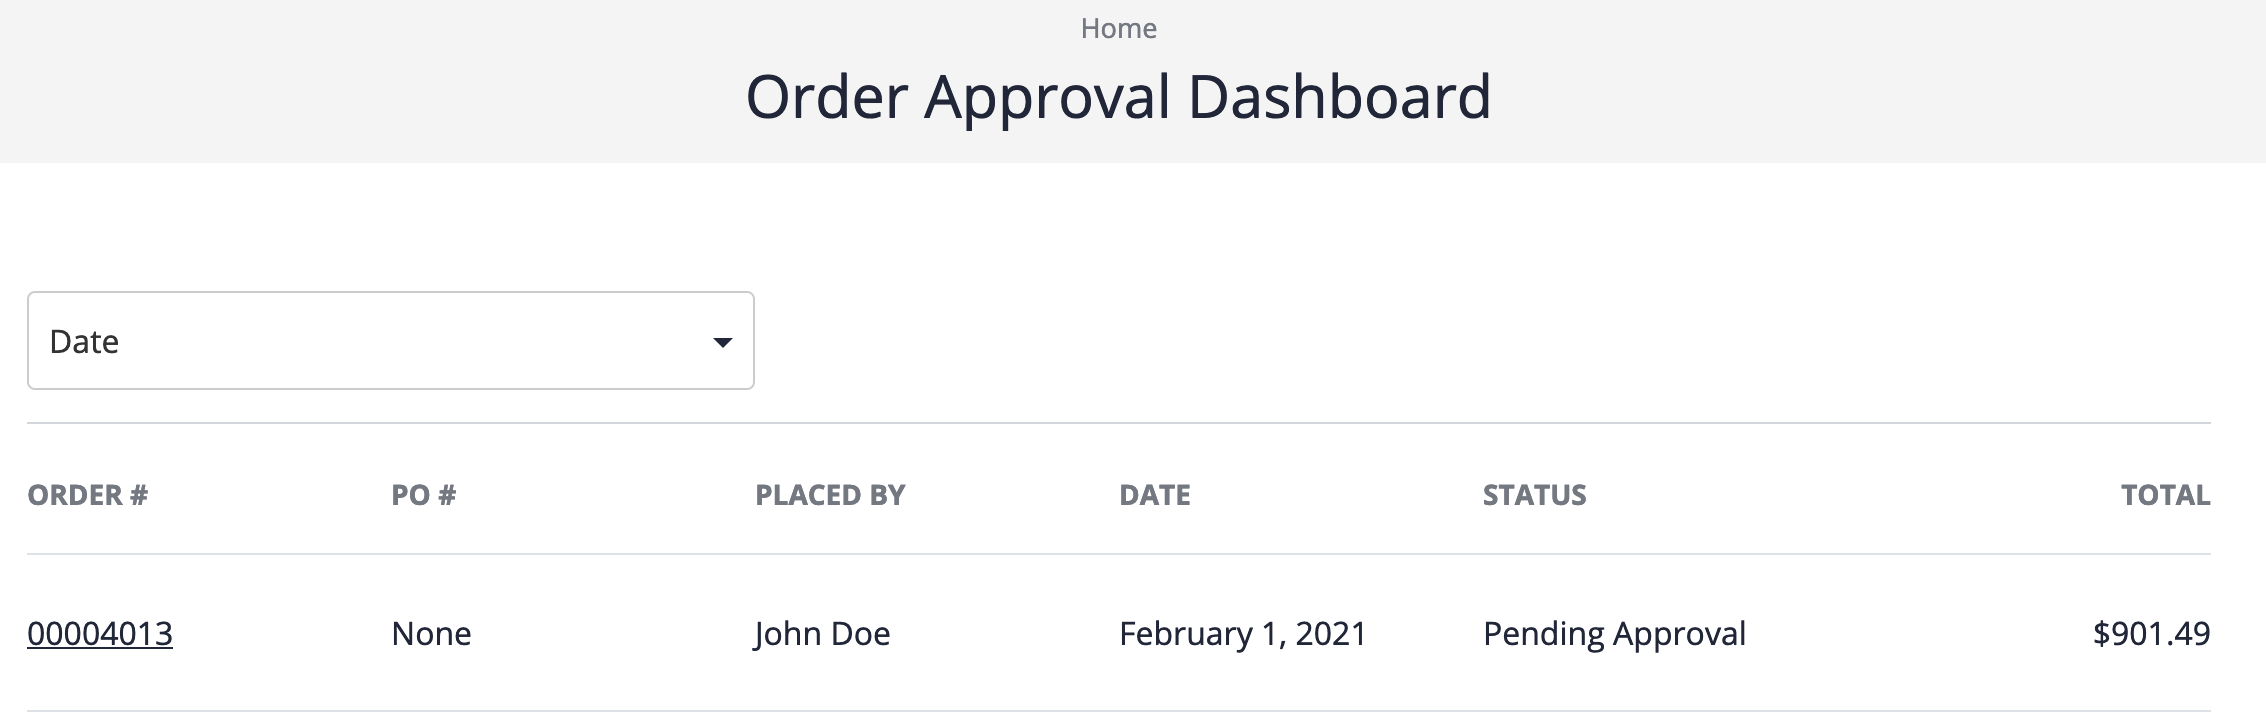 Home
Order Approval Dashboard
Date
ORDER # PO # PLACED BY DATE STATUS TOTAL
00004013 None John Doe February 1, 2021 Pending Approval $901.49